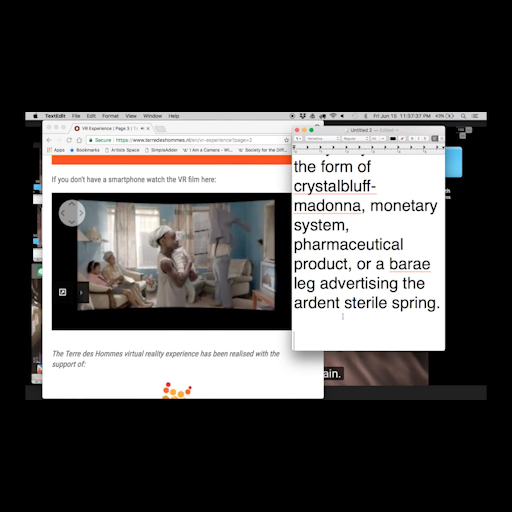 TextEdit File Edit Format View Window Help
Fri Jun 15 11:37:37 PM
43%
VR Experience | Page 3 | Te
Secure https://www.terredeshommes.nl/en/vr-experience?page=2
Apps Bookmarks Artists Space SimpleAdder I Am a Camera - Wi... Society for the Diff...
If you don't have a smartphone watch the VR film here:
The Terre des Hommes virtual reality experience has been realised with the
support of:
Untitled 2 — Edited
the form of
crystalbluff-
madonna, monetary
system,
pharmaceutical
product, or a barae
leg advertising the
ardent sterile spring.
ain.